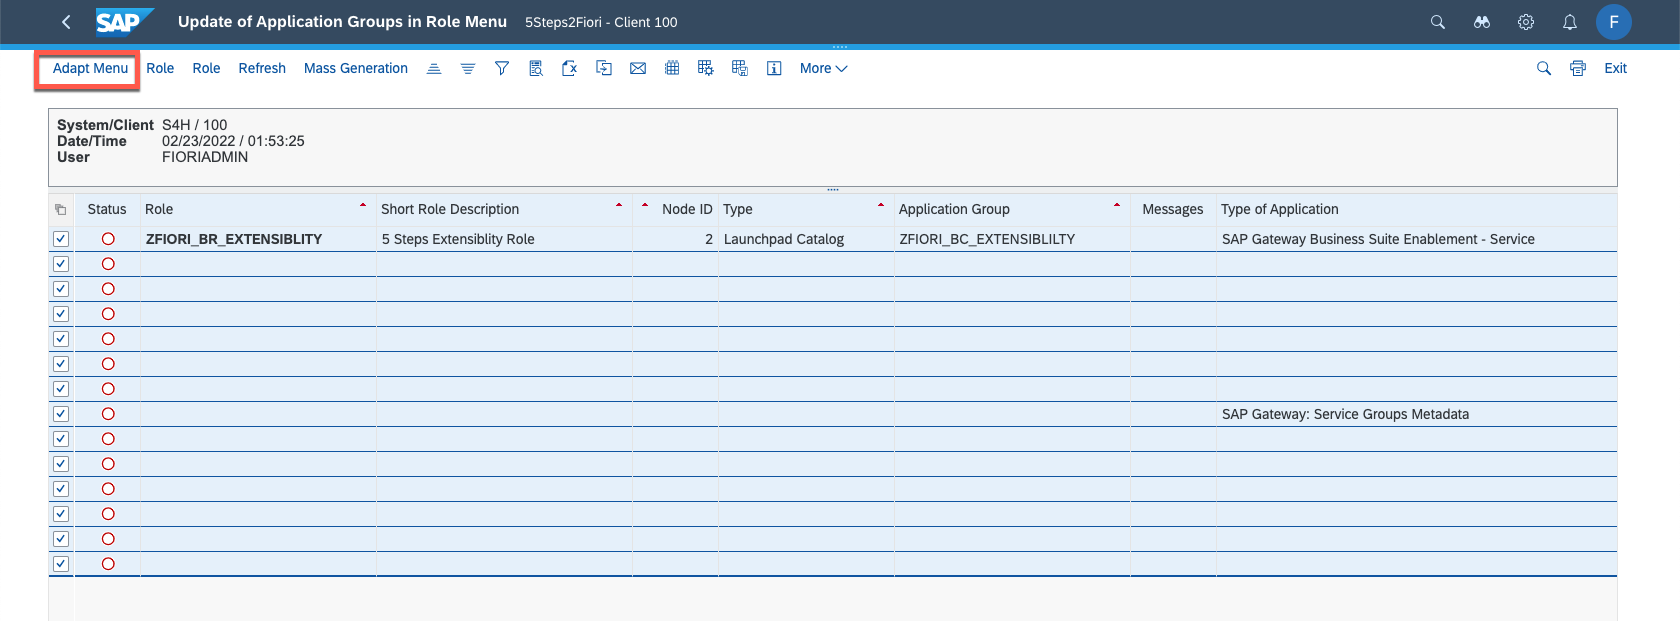 SAP Update of Application Groups in Role Menu 5Steps2Fiori - Client 100 F
Adapt Menu Role Role Refresh Mass Generation More Exit
System/Client S4H / 100
Date/Time 02/23/2022 / 01:53:25
User FIORIADMIN
Status Role Short Role Description Node ID Type Application Group Messages Type of Application
ZFIORI_BR_EXTENSIBLITY 5 Steps Extensiblity Role 2 Launchpad Catalog ZFIORI_BC_EXTENSIBLILTY SAP Gateway Business Suite Enablement - Service
SAP Gateway: Service Groups Metadata